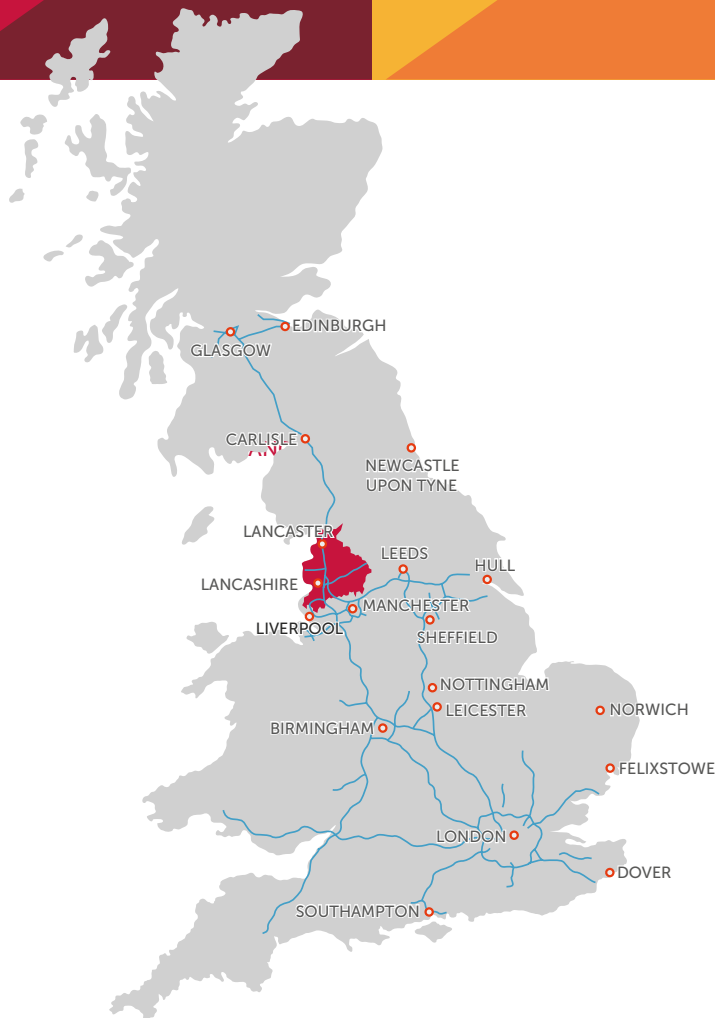 EDINBURGH
GLASGOW
CARLISLE
NEWCASTLE
UPON TYNE
LANCASTER
LEEDS
HULL
LANCASHIRE
MANCHESTER
LIVERPOOL
SHEFFIELD
NOTTINGHAM
LEICESTER
NORWICH
BIRMINGHAM
FELIXSTOWE
LONDON
DOVER
SOUTHAMPTON